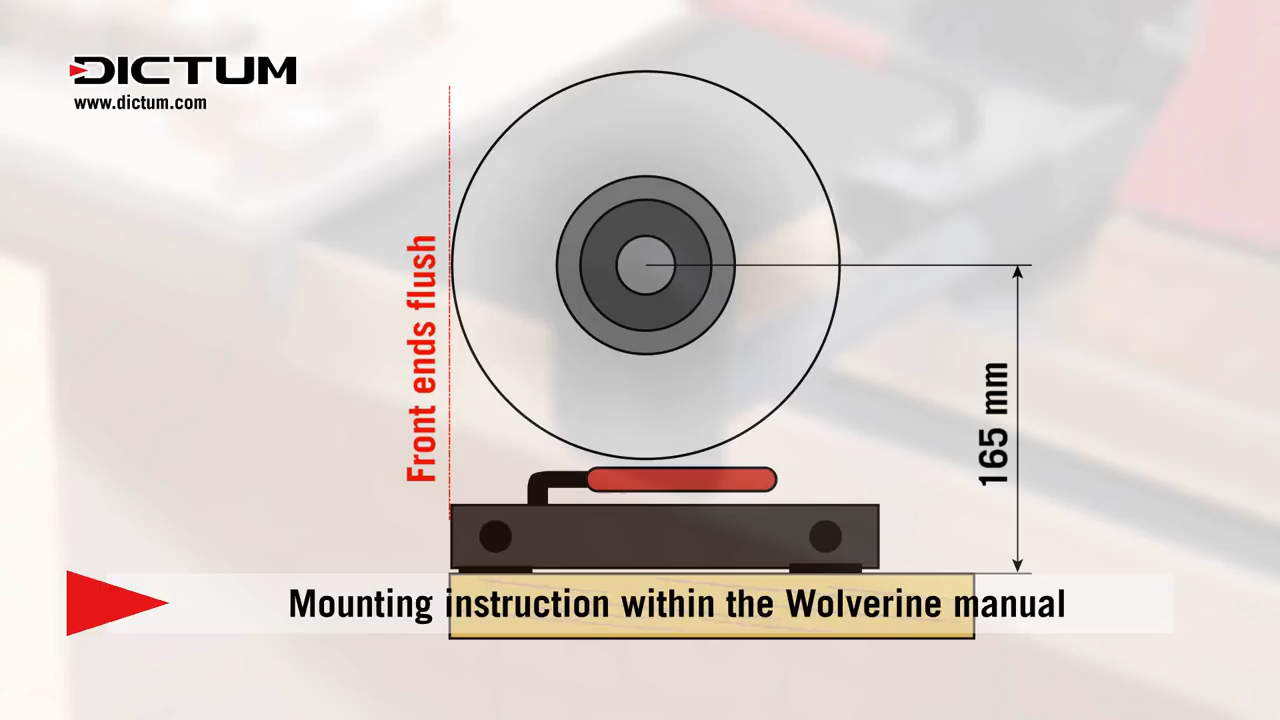 DICTUM
www.dictum.com
Front ends flush
165 mm
Mounting instruction within the Wolverine manual